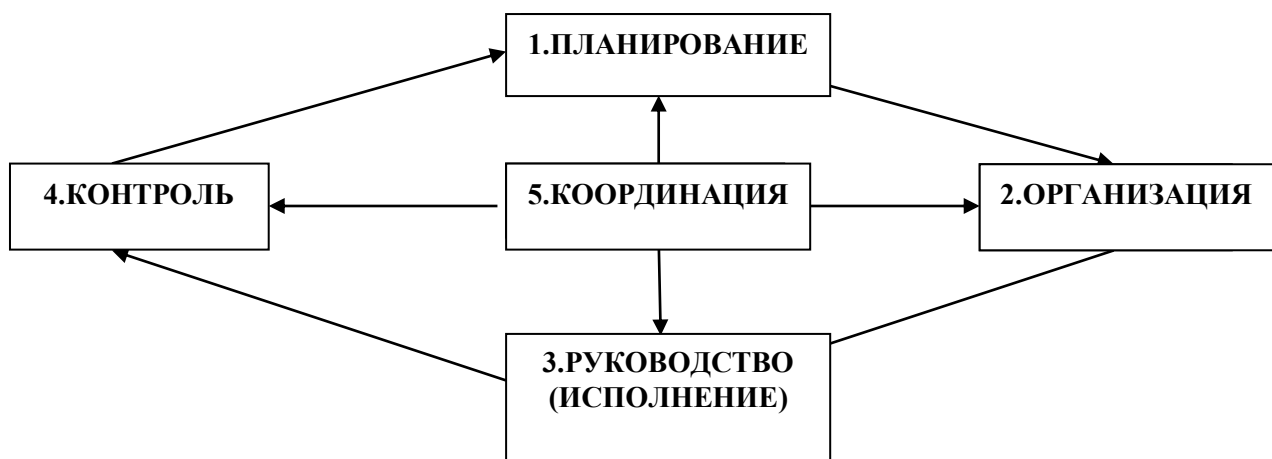 1.ПЛАНИРОВАНИЕ
4.КОНТРОЛЬ
5.КООРДИНАЦИЯ
2.ОРГАНИЗАЦИЯ
3.РУКОВОДСТВО
(ИСПОЛНЕНИЕ)